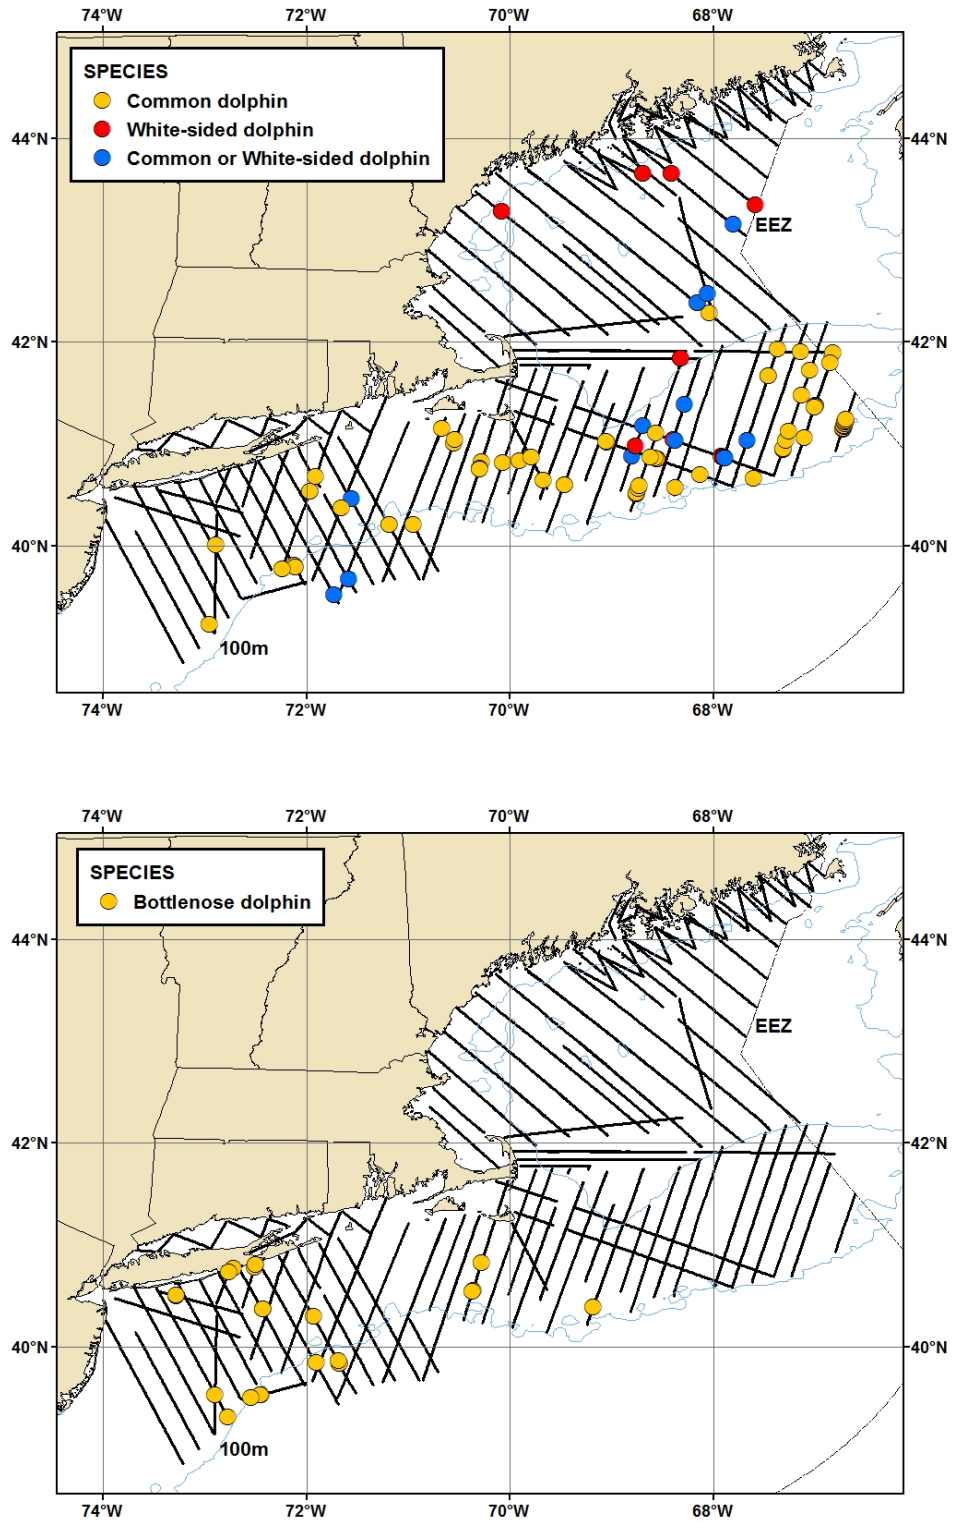 74°W 72°W 70°W 68°W
SPECIES
Common dolphin
White-sided dolphin
Common or White-sided dolphin
44°N 44°N
EEZ
42°N 42°N
40°N 40°N
100m
74°W 72°W 70°W 68°W
74°W 72°W 70°W 68°W
SPECIES
Bottlenose dolphin
44°N 44°N
EEZ
42°N 42°N
40°N 40°N
100m
74°W 72°W 70°W 68°W